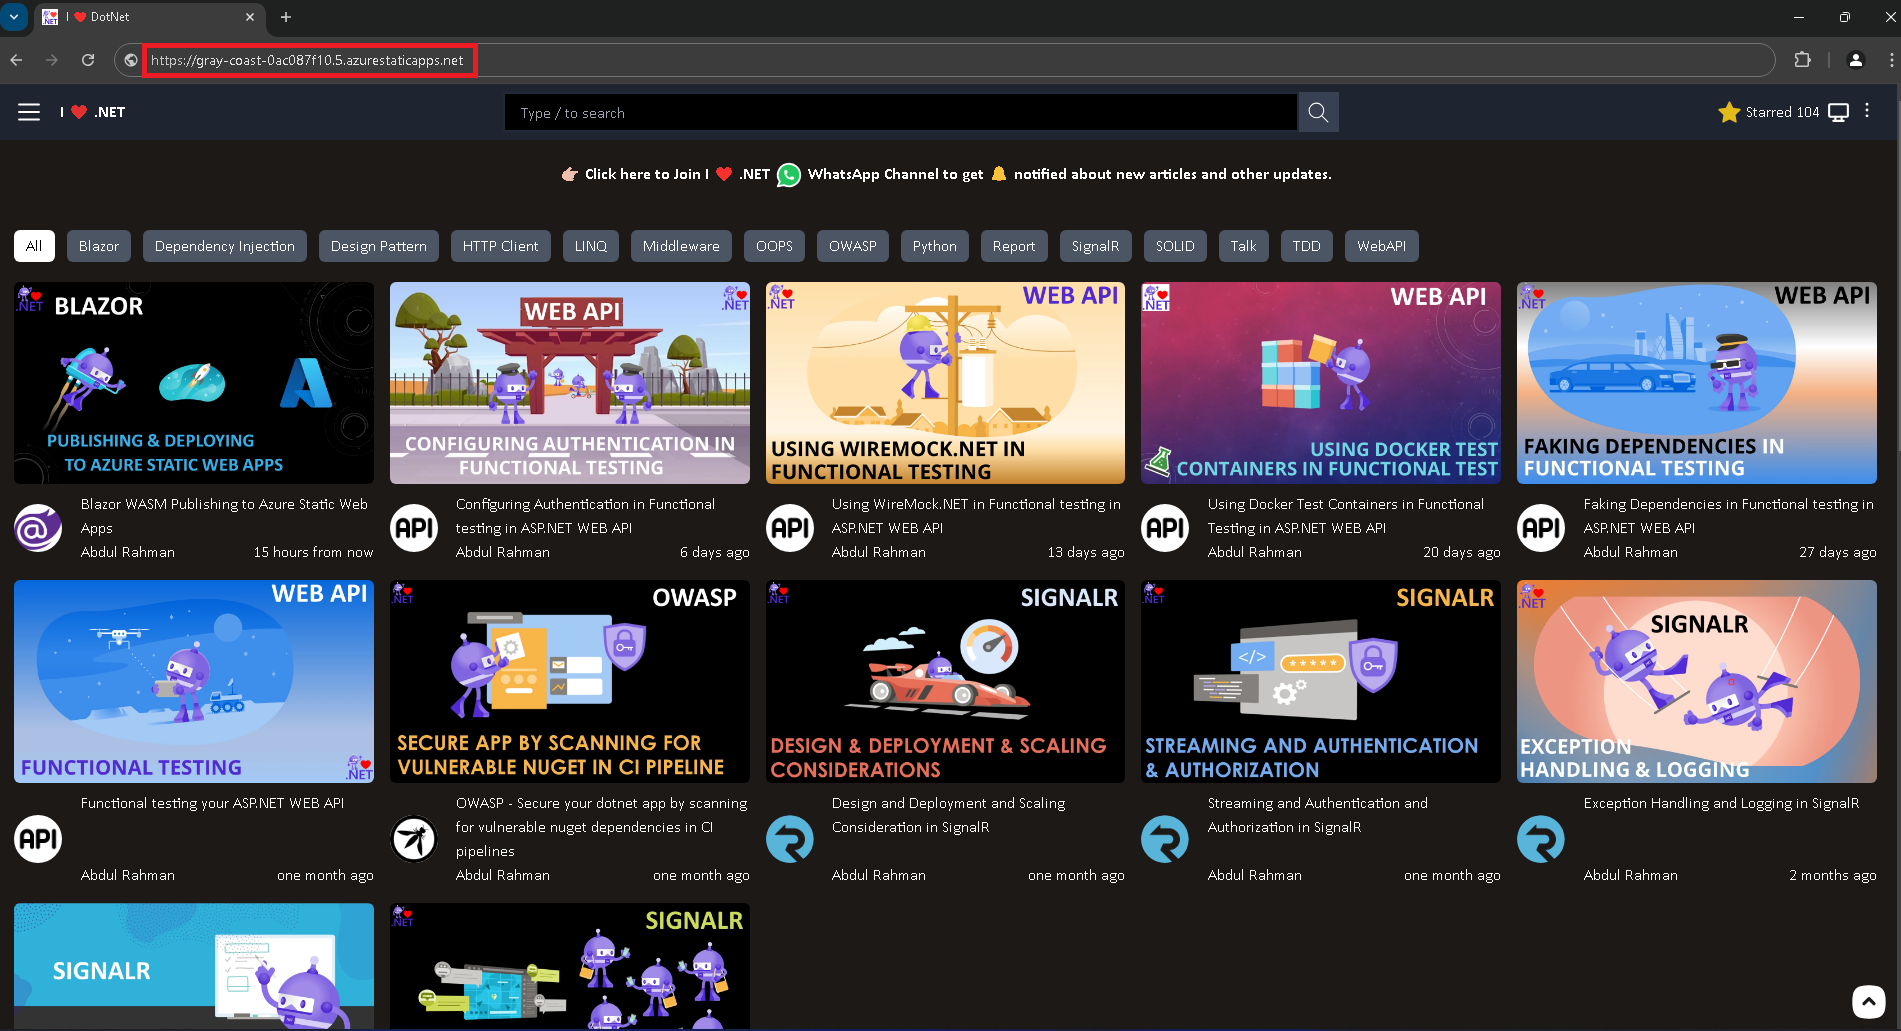 I ❤ DotNet
https://gray-coast-0ac087f10.5.azurestaticapps.net
I ❤ .NET
Type / to search
Starred 104
Click here to Join I ❤ .NET WhatsApp Channel to get 🔔 notified about new articles and other updates.
All Blazor Dependency Injection Design Pattern HTTP Client LINQ Middleware OOPS OWASP Python Report SignalR SOLID Talk TDD WebAPI
.NET
BLAZOR
PUBLISHING & DEPLOYING
TO AZURE STATIC WEB APPS
Blazor WASM Publishing to Azure Static Web
Apps
Abdul Rahman 15 hours from now
WEB API
.NET
CONFIGURING AUTHENTICATION IN
FUNCTIONAL TESTING
API
Configuring Authentication in Functional
testing in ASP.NET WEB API
Abdul Rahman 6 days ago
.NET
WEB API
USING WIREMOCK.NET IN
FUNCTIONAL TESTING
API
Using WireMock.NET in Functional testing in
ASP.NET WEB API
Abdul Rahman 13 days ago
.NET
WEB API
USING DOCKER TEST
CONTAINERS IN FUNCTIONAL TEST
API
Using Docker Test Containers in Functional
Testing in ASP.NET WEB API
Abdul Rahman 20 days ago
.NET
WEB API
FAKING DEPENDENCIES IN
FUNCTIONAL TESTING
API
Faking Dependencies in Functional testing in
ASP.NET WEB API
Abdul Rahman 27 days ago
WEB API
FUNCTIONAL TESTING
.NET
API
Functional testing your ASP.NET WEB API
Abdul Rahman one month ago
.NET
OWASP
SECURE APP BY SCANNING FOR
VULNERABLE NUGET IN CI PIPELINE
OWASP - Secure your dotnet app by scanning
for vulnerable nuget dependencies in CI
pipelines
Abdul Rahman one month ago
.NET
SIGNALR
DESIGN & DEPLOYMENT & SCALING
CONSIDERATIONS
Design and Deployment and Scaling
Consideration in SignalR
Abdul Rahman one month ago
.NET
SIGNALR
</>
*****
STREAMING AND AUTHENTICATION
& AUTHORIZATION
Streaming and Authentication and
Authorization in SignalR
Abdul Rahman one month ago
.NET
SIGNALR
EXCEPTION
HANDLING & LOGGING
Exception Handling and Logging in SignalR
Abdul Rahman 2 months ago
SIGNALR
.NET
SIGNALR